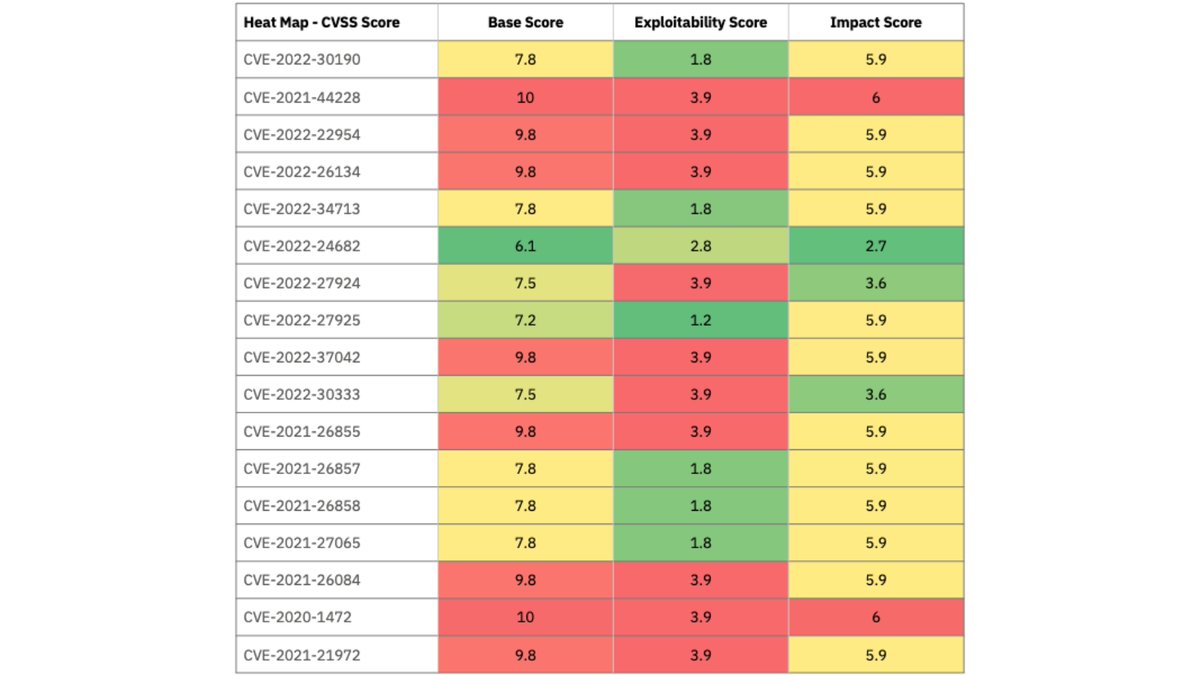 Heat Map - CVSS Score Base Score Exploitability Score Impact Score
CVE-2022-30190 7.8 1.8 5.9
CVE-2021-44228 10 3.9 6
CVE-2022-22954 9.8 3.9 5.9
CVE-2022-26134 9.8 3.9 5.9
CVE-2022-34713 7.8 1.8 5.9
CVE-2022-24682 6.1 2.8 2.7
CVE-2022-27924 7.5 3.9 3.6
CVE-2022-27925 7.2 1.2 5.9
CVE-2022-37042 9.8 3.9 5.9
CVE-2022-30333 7.5 3.9 3.6
CVE-2021-26855 9.8 3.9 5.9
CVE-2021-26857 7.8 1.8 5.9
CVE-2021-26858 7.8 1.8 5.9
CVE-2021-27065 7.8 1.8 5.9
CVE-2021-26084 9.8 3.9 5.9
CVE-2020-1472 10 3.9 6
CVE-2021-21972 9.8 3.9 5.9